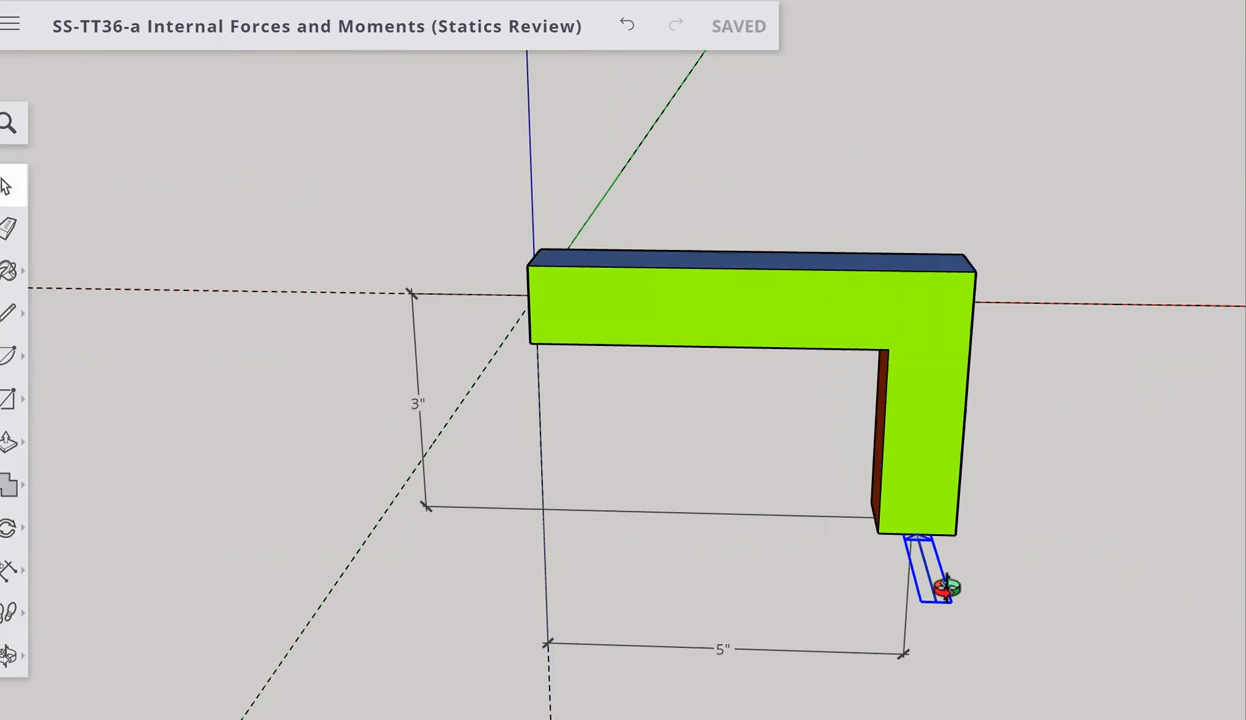 SS-TT36-a Internal Forces and Moments (Statics Review)
SAVED
3"
5"